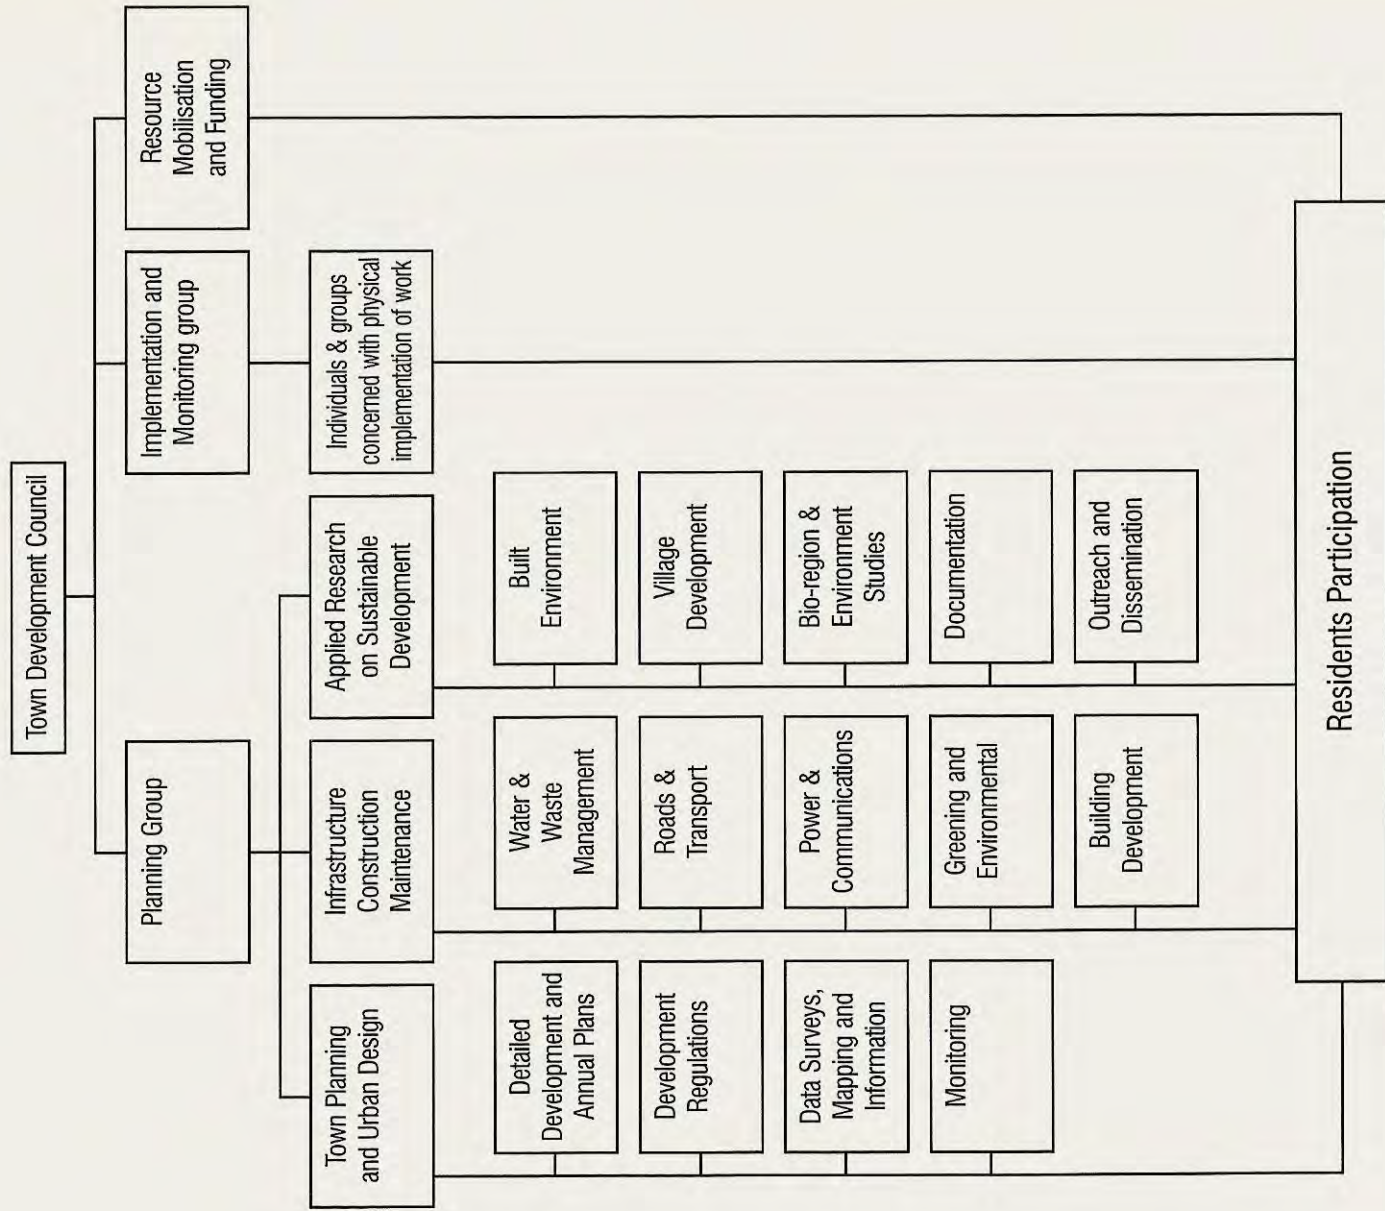 Town Development Council
Planning Group
Implementation and
Monitoring group
Resource
Mobilisation
and Funding
Town Planning
and Urban Design
Infrastructure
Construction
Maintenance
Applied Research
on Sustainable
Development
Individuals & groups
concerned with physical
implementation of work
Detailed
Development and
Annual Plans
Development
Regulations
Data Surveys,
Mapping and
Information
Monitoring
Water &
Waste
Management
Roads &
Transport
Power &
Communications
Greening and
Environmental
Building
Development
Built
Environment
Village
Development
Bio-region &
Environment
Studies
Documentation
Outreach and
Dissemination
Residents Participation